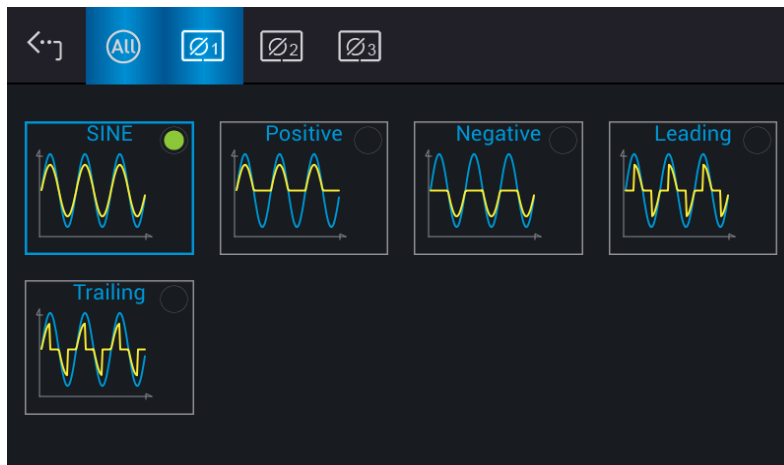 All
Ø1
Ø2
Ø3
SINE
Positive
Negative
Leading
Trailing